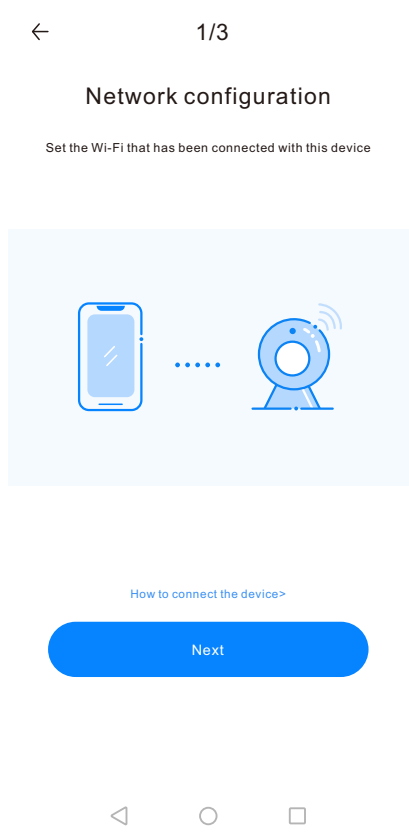 1/3
Network configuration
Set the Wi-Fi that has been connected with this device
How to connect the device>
Next